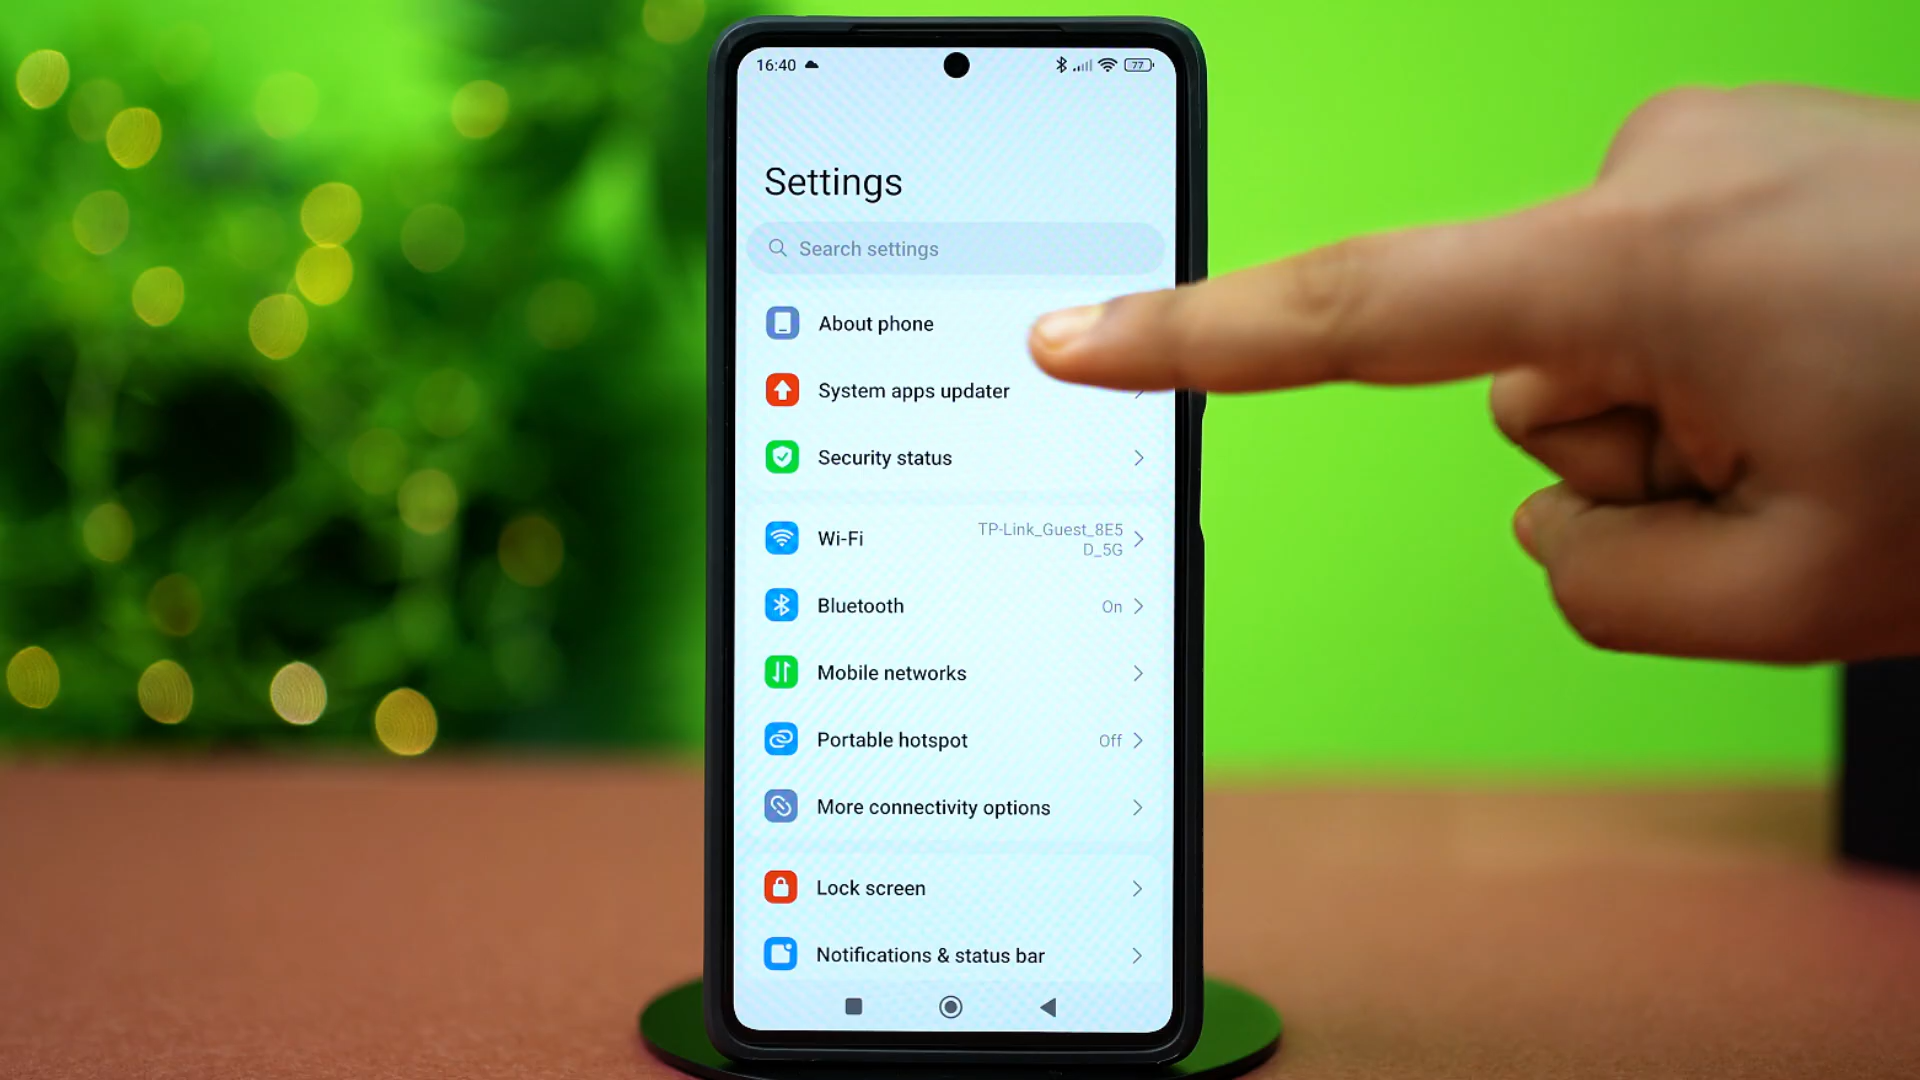 16:40
77
Settings
Search settings
About phone
System apps updater
Security status
Wi-Fi
TP-Link_Guest_8E5
D_5G
Bluetooth
On
Mobile networks
Portable hotspot
Off
More connectivity options
Lock screen
Notifications & status bar